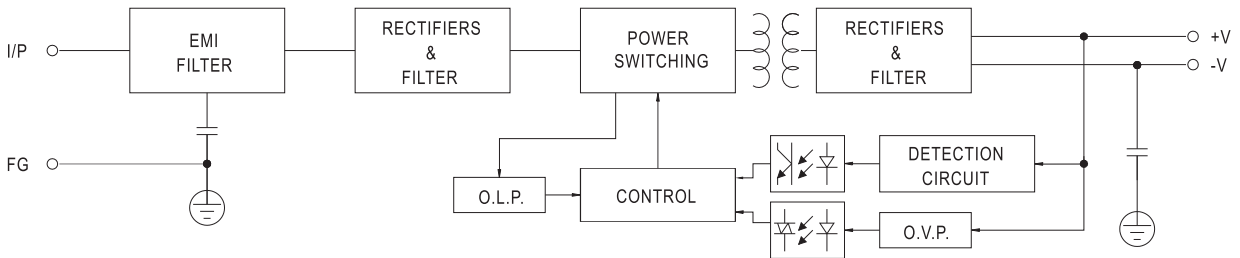 I/P
EMI
FILTER
RECTIFIERS
&
FILTER
POWER
SWITCHING
RECTIFIERS
&
FILTER
+V
-V
FG
O.L.P.
CONTROL
DETECTION
CIRCUIT
O.V.P.